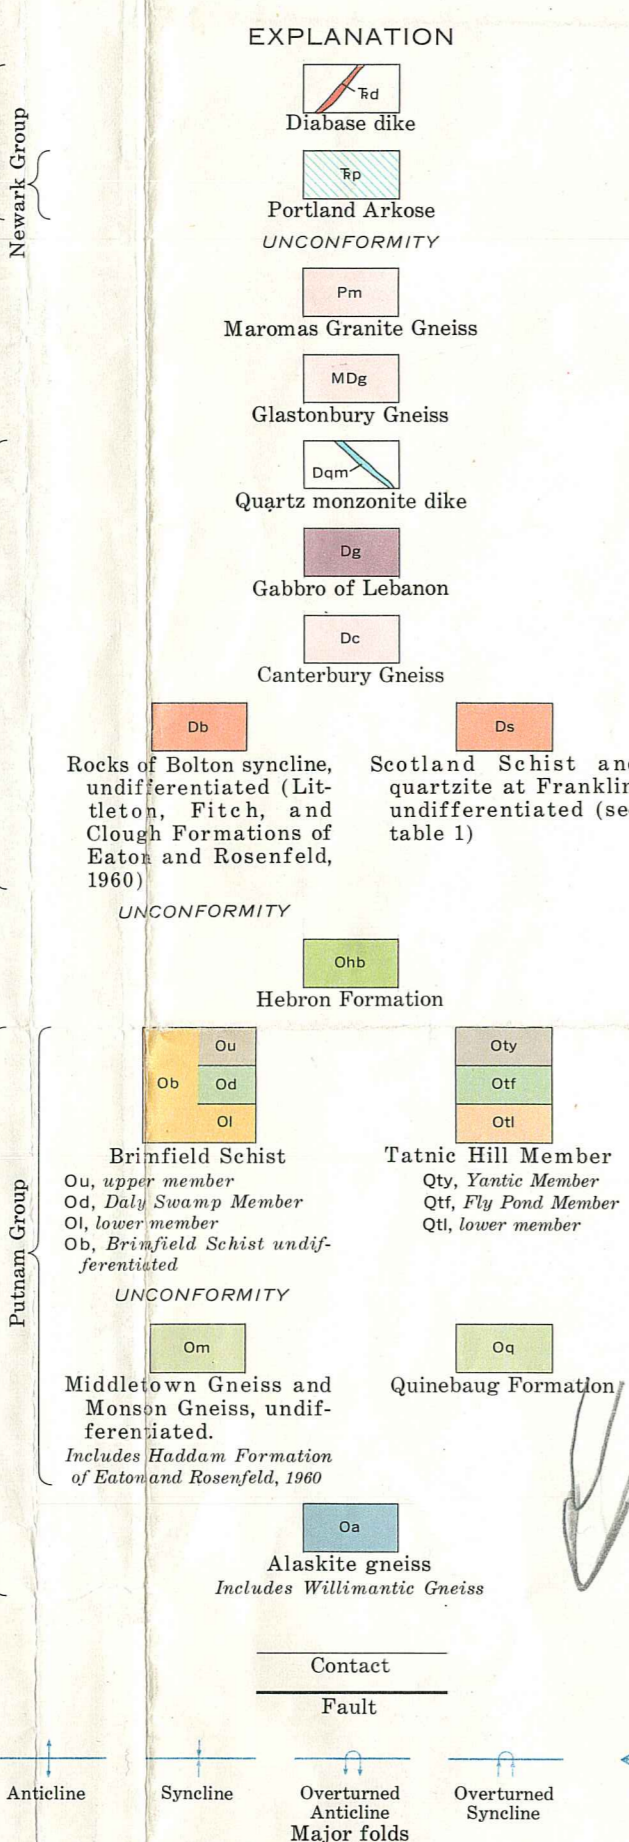 EXPLANATION
Ꞃd
Diabase dike
Newark Group
Ꞃp
Portland Arkose
UNCONFORMITY
Pm
Maromas Granite Gneiss
MDg
Glastonbury Gneiss
Dqm
Quartz monzonite dike
Dg
Gabbro of Lebanon
Dc
Canterbury Gneiss
Db
Rocks of Bolton syncline,
undifferentiated (Lit-
tleton, Fitch, and
Clough Formations of
Eaton and Rosenfeld,
1960)
Ds
Scotland Schist and
quartzite at Franklin
undifferentiated (see
table 1)
UNCONFORMITY
Ohb
Hebron Formation
Putnam Group
Ou
Ob Od
Ol
Brimfield Schist
Ou, upper member
Od, Daly Swamp Member
Ol, lower member
Ob, Brimfield Schist undif-
ferentiated
Oty
Otf
Otl
Tatnic Hill Member
Qty, Yantic Member
Qtf, Fly Pond Member
Qtl, lower member
UNCONFORMITY
Om
Middletown Gneiss and
Monson Gneiss, undif-
ferentiated.
Includes Haddam Formation
of Eaton and Rosenfeld, 1960
Oq
Quinebaug Formation
Oa
Alaskite gneiss
Includes Willimantic Gneiss
Contact
Fault
Anticline
Syncline
Overturned
Anticline
Overturned
Syncline
Major folds